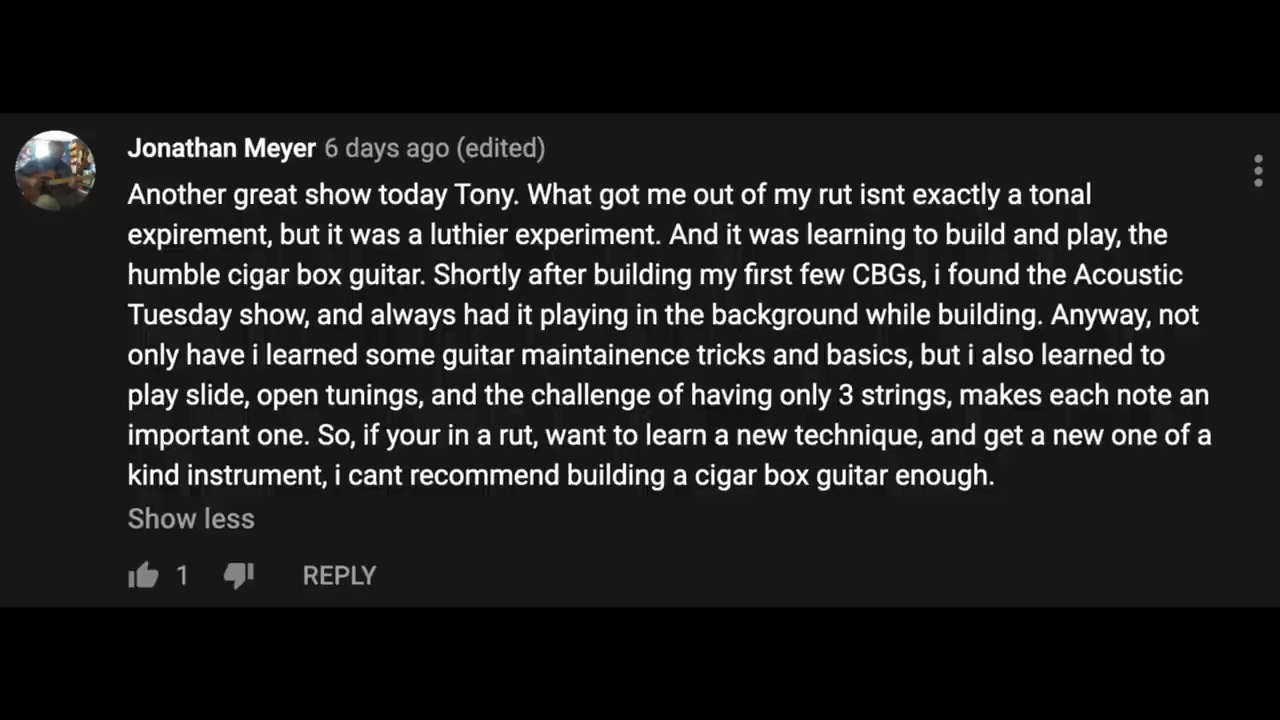 Jonathan Meyer 6 days ago (edited)
Another great show today Tony. What got me out of my rut isnt exactly a tonal
expirement, but it was a luthier experiment. And it was learning to build and play, the
humble cigar box guitar. Shortly after building my first few CBGs, i found the Acoustic
Tuesday show, and always had it playing in the background while building. Anyway, not
only have i learned some guitar maintainence tricks and basics, but i also learned to
play slide, open tunings, and the challenge of having only 3 strings, makes each note an
important one. So, if your in a rut, want to learn a new technique, and get a new one of a
kind instrument, i cant recommend building a cigar box guitar enough.
Show less
1 REPLY